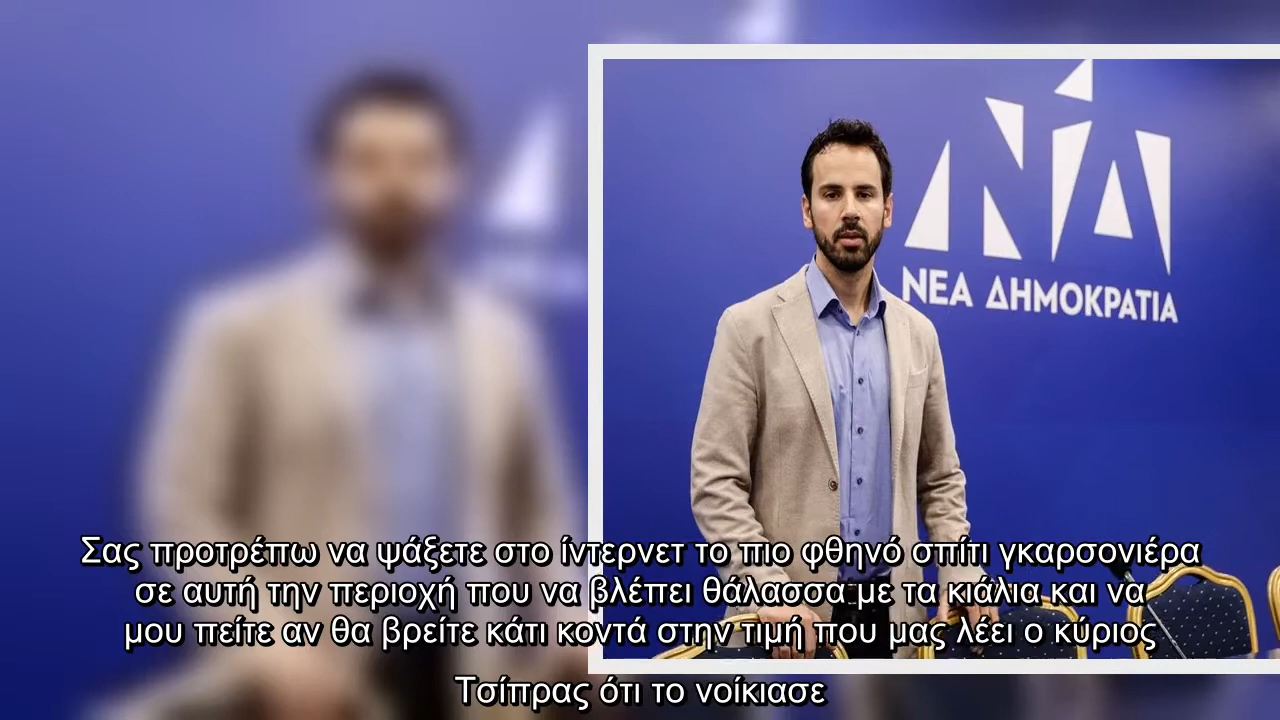 ΝΔ
ΝΕΑ ΔΗΜΟΚΡΑΤΙΑ
Σας προτρέπω να ψάξετε στο ίντερνετ το πιο φθηνό σπίτι γκαρσονιέρα
σε αυτή την περιοχή που να βλέπει θάλασσα με τα κιάλια και να
μου πείτε αν θα βρείτε κάτι κοντά στην τιμή που μας λέει ο κύριος
Τσίπρας ότι το νοίκιασε